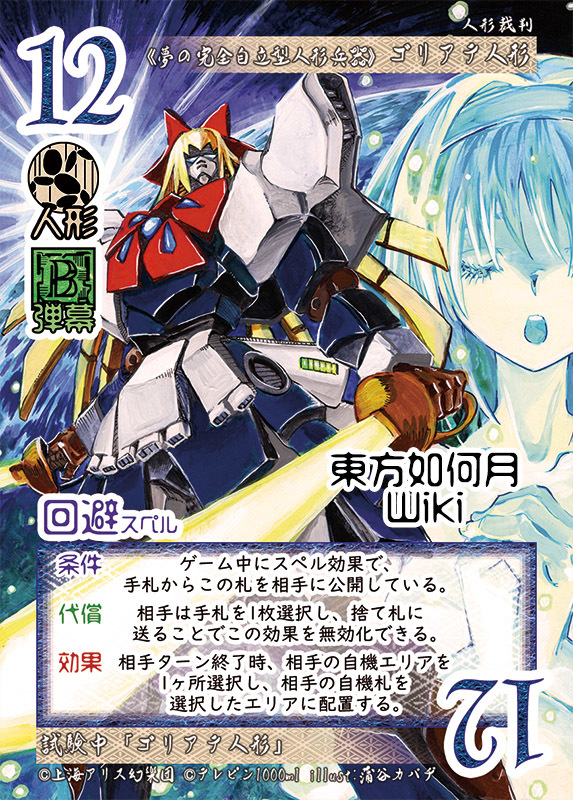 人形裁判
12
《夢の完全自立型人形兵器》 ゴリアテ人形
人形
B
弾幕
東方如何月
Wiki
回避スペル
条件 ゲーム中にスペル効果で、
手札からこの札を相手に公開している。
代償 相手は手札を1枚選択し、捨て札に
送ることでこの効果を無効化できる。
効果 相手ターン終了時、相手の自機エリアを
1ヶ所選択し、相手の自機札を
選択したエリアに配置する。
12
試験中「ゴリアテ人形」
©上海アリス幻樂団 ©テレピン1000ml illust:蒲谷カバヂ